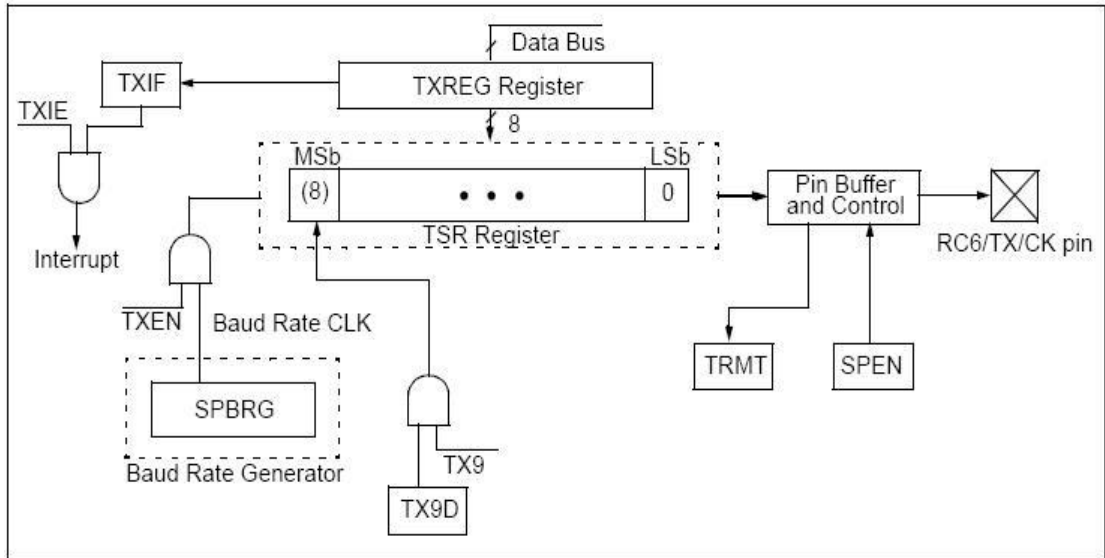 Data Bus
TXIF
TXREG Register
TXIE
8
MSb
LSb
(8)
• • •
0
Pin Buffer
and Control
TSR Register
Interrupt
RC6/TX/CK pin
TXEN
Baud Rate CLK
TRMT
SPEN
SPBRG
TX9
Baud Rate Generator
TX9D